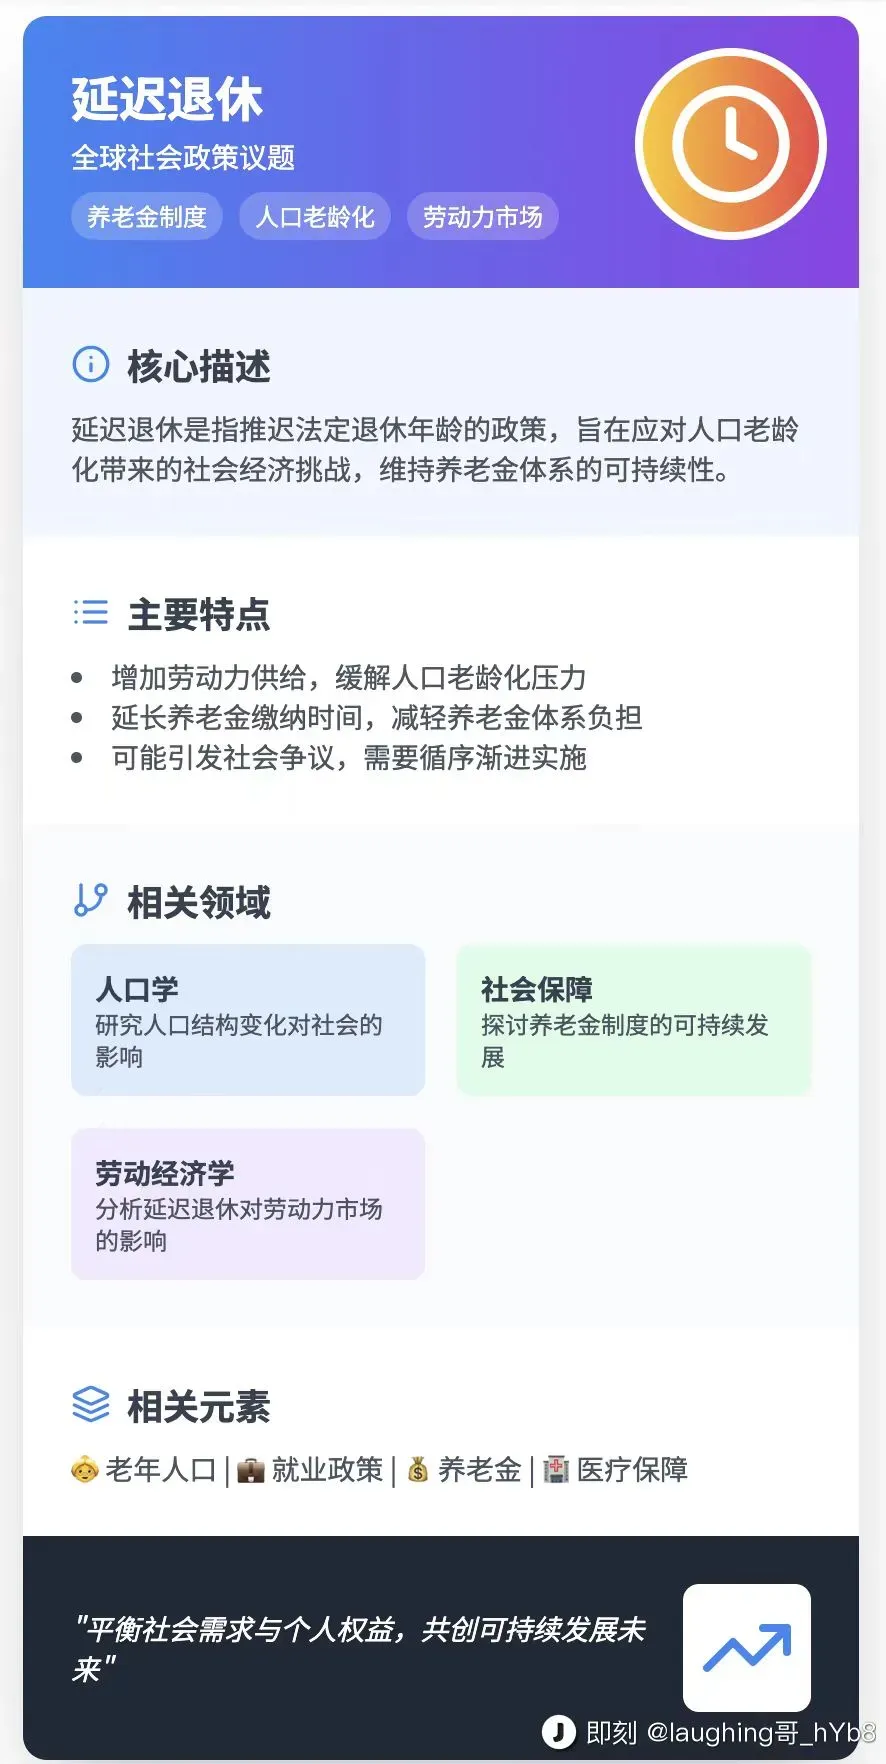 延迟退休
全球社会政策议题
养老金制度 人口老龄化 劳动力市场
核心描述
延迟退休是指推迟法定退休年龄的政策，旨在应对人口老龄
化带来的社会经济挑战，维持养老金体系的可持续性。
主要特点
• 增加劳动力供给，缓解人口老龄化压力
• 延长养老金缴纳时间，减轻养老金体系负担
• 可能引发社会争议，需要循序渐进实施
相关领域
人口学
研究人口结构变化对社会的
影响
社会保障
探讨养老金制度的可持续发
展
劳动经济学
分析延迟退休对劳动力市场
的影响
相关元素
👵 老年人口 | 💼 就业政策 | 💰 养老金 | 🏥 医疗保障
"平衡社会需求与个人权益，共创可持续发展未
来"
即刻 @laughing哥_hYb8